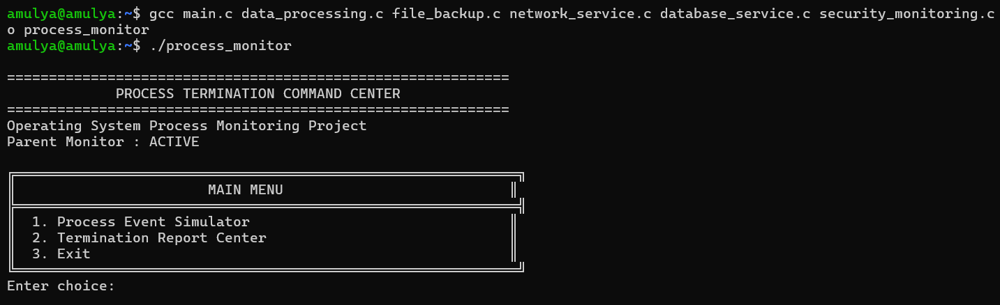 amulya@amulya:~$ gcc main.c data_processing.c file_backup.c network_service.c database_service.c security_monitoring.c
o process_monitor
amulya@amulya:~$ ./process_monitor
============================================================
PROCESS TERMINATION COMMAND CENTER
============================================================
Operating System Process Monitoring Project
Parent Monitor : ACTIVE
MAIN MENU
1. Process Event Simulator
2. Termination Report Center
3. Exit
Enter choice: